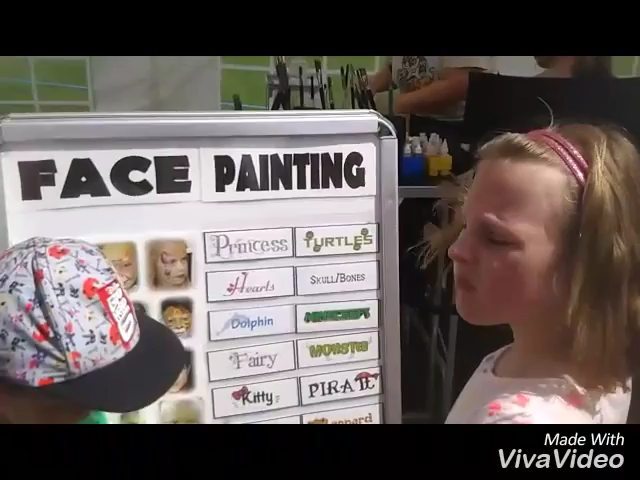 FACE PAINTING
Princess TURTLES
Hearts SKULL/BONES
Dolphin MINECRAFT
Fairy MONSTER
Kitty PIRATE
Made With
VivaVideo